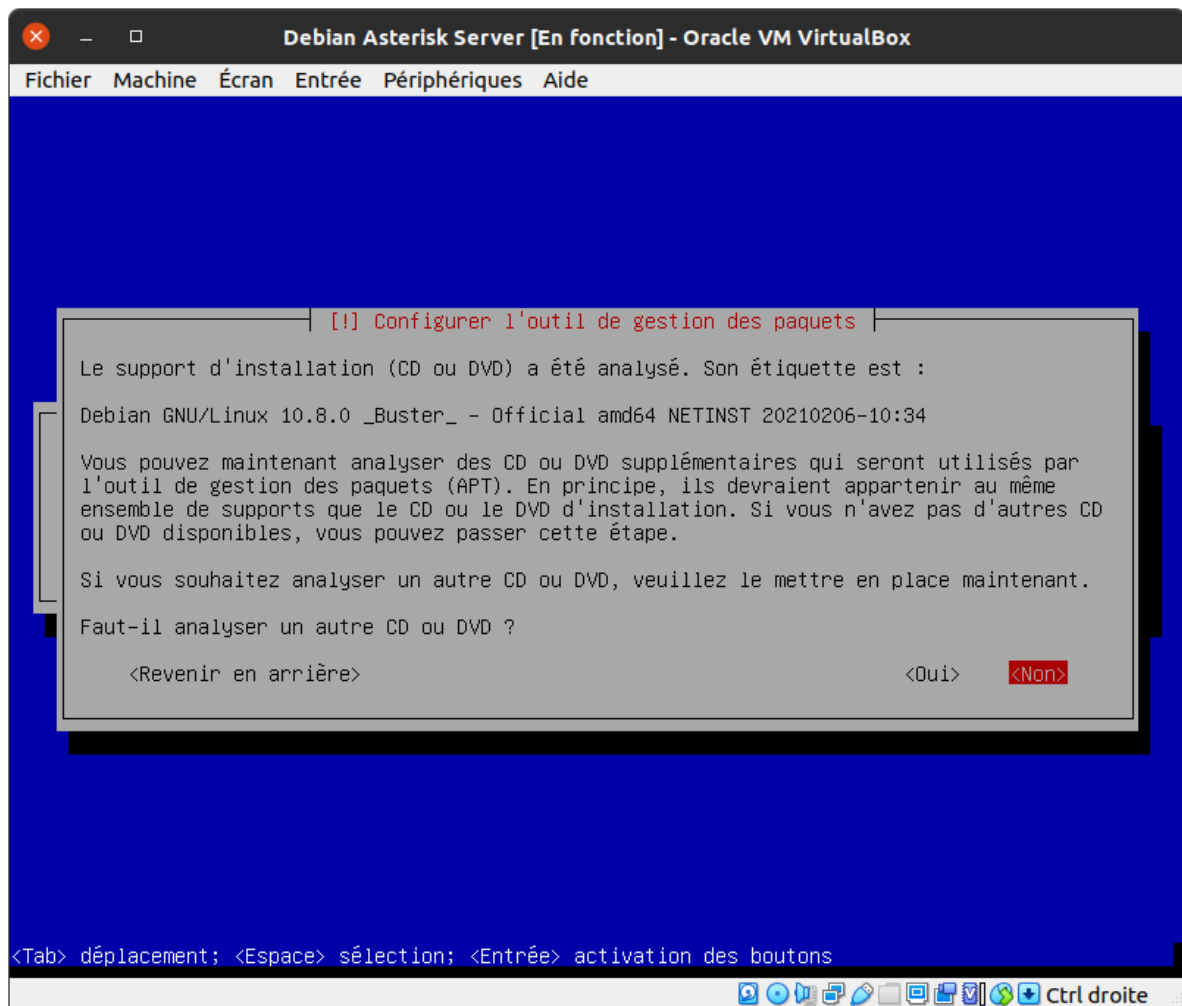 Debian Asterisk Server [En fonction] - Oracle VM VirtualBox
Fichier Machine Écran Entrée Périphériques Aide
[!] Configurer l'outil de gestion des paquets
Le support d'installation (CD ou DVD) a été analysé. Son étiquette est :
Debian GNU/Linux 10.8.0 _Buster_ - Official amd64 NETINST 20210206-10:34
Vous pouvez maintenant analyser des CD ou DVD supplémentaires qui seront utilisés par
l'outil de gestion des paquets (APT). En principe, ils devraient appartenir au même
ensemble de supports que le CD ou le DVD d'installation. Si vous n'avez pas d'autres CD
ou DVD disponibles, vous pouvez passer cette étape.
Si vous souhaitez analyser un autre CD ou DVD, veuillez le mettre en place maintenant.
Faut-il analyser un autre CD ou DVD ?
<Revenir en arrière> <Oui> <Non>
<Tab> déplacement; <Espace> sélection; <Entrée> activation des boutons
Ctrl droite